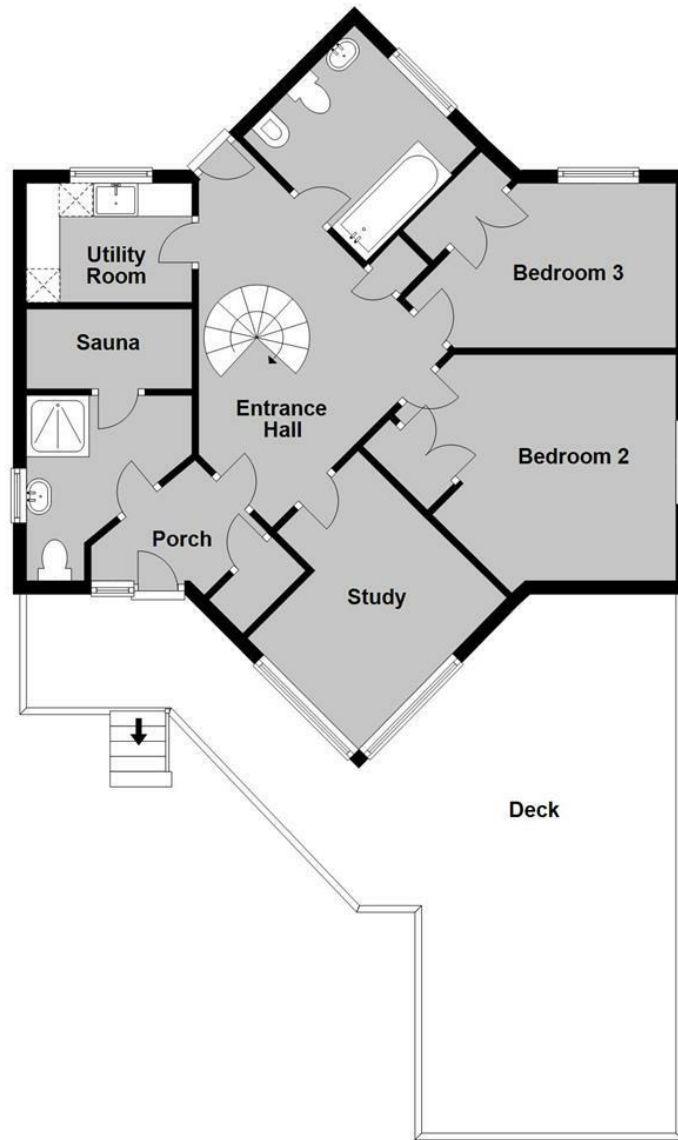 Utility
Room
Bedroom 3
Sauna
Entrance
Hall
Bedroom 2
Porch
Study
Deck